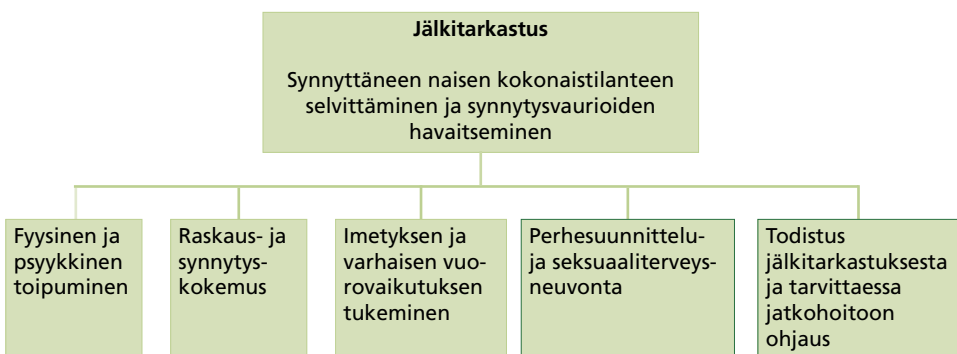 Jälkitarkastus
Synnyttäneen naisen kokonaistilanteen
selvittäminen ja synnytysvaurioiden
havaitseminen
Fyysinen ja
psyykkinen
toipuminen
Raskaus- ja
synnytys-
kokemus
Imetyksen ja
varhaisen vuo-
rovaikutuksen
tukeminen
Perhesuunnittelu-
ja seksuaaliterveys-
neuvonta
Todistus
jälkitarkastuksesta
ja tarvittaessa
jatkohoitoon
ohjaus